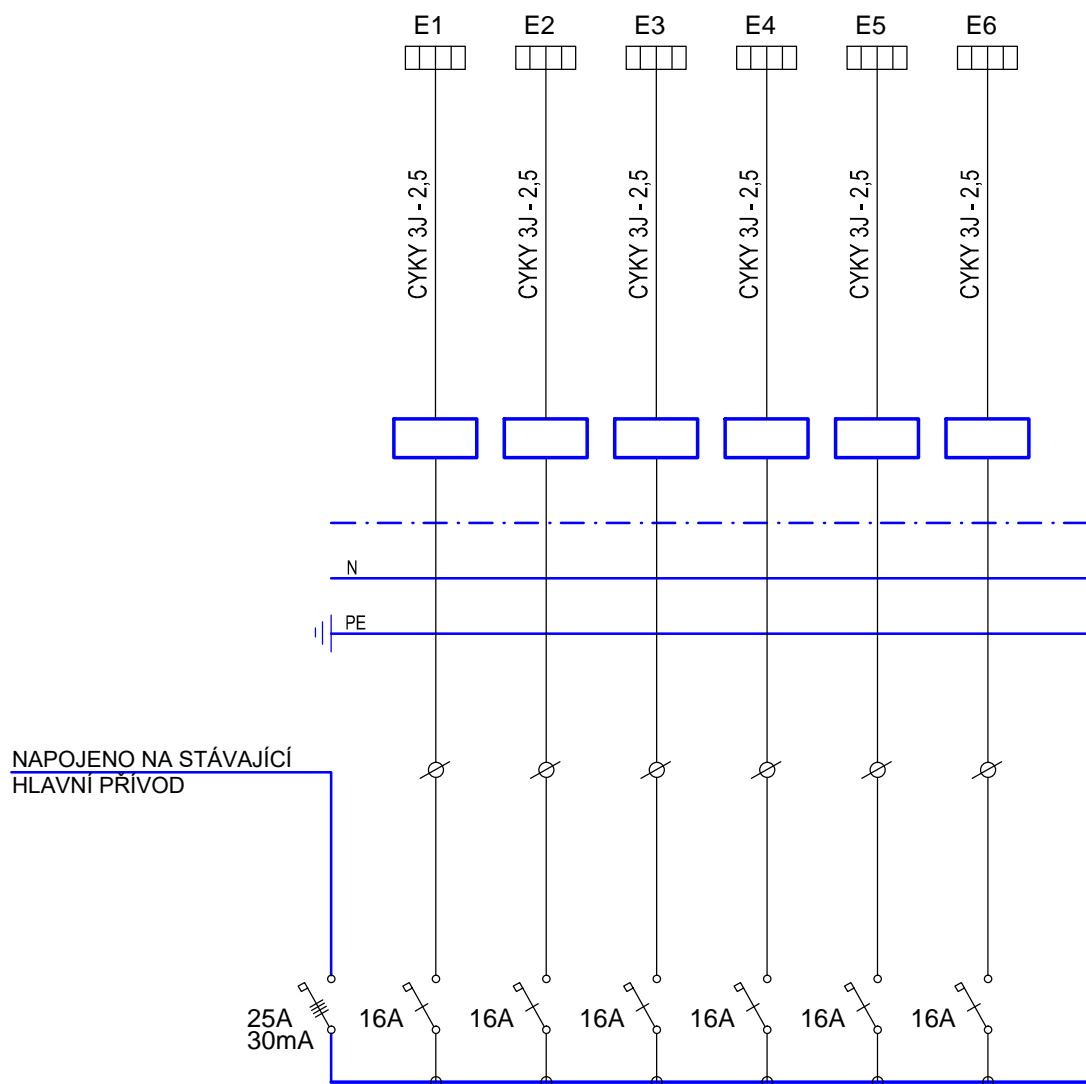 E1 E2 E3 E4 E5 E6
CYKY 3J - 2,5 CYKY 3J - 2,5 CYKY 3J - 2,5 CYKY 3J - 2,5 CYKY 3J - 2,5 CYKY 3J - 2,5
N
PE
NAPOJENO NA STÁVAJÍCÍ
HLAVNÍ PŘÍVOD
25A 16A 16A 16A 16A 16A 16A
30mA